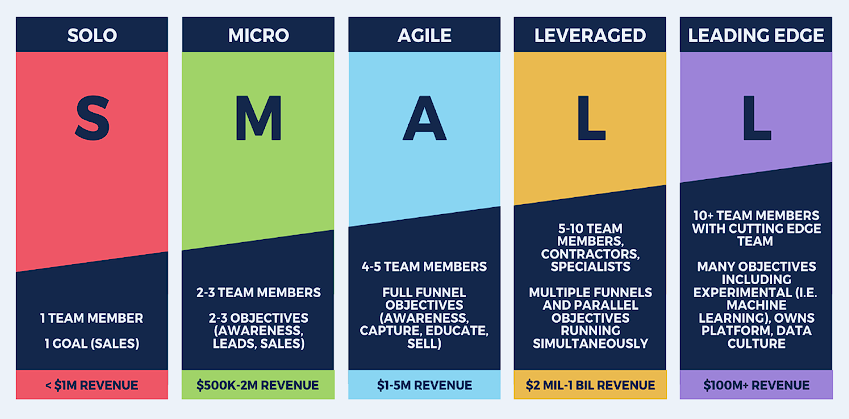 SOLO
S
1 TEAM MEMBER
1 GOAL (SALES)
< $1M REVENUE
MICRO
M
2-3 TEAM MEMBERS
2-3 OBJECTIVES
(AWARENESS,
LEADS, SALES)
$500K-2M REVENUE
AGILE
A
4-5 TEAM MEMBERS
FULL FUNNEL
OBJECTIVES
(AWARENESS,
CAPTURE, EDUCATE,
SELL)
$1-5M REVENUE
LEVERAGED
L
5-10 TEAM
MEMBERS,
CONTRACTORS,
SPECIALISTS
MULTIPLE FUNNELS
AND PARALLEL
OBJECTIVES
RUNNING
SIMULTANEOUSLY
$2 MIL-1 BIL REVENUE
LEADING EDGE
L
10+ TEAM MEMBERS
WITH CUTTING EDGE
TEAM
MANY OBJECTIVES
INCLUDING
EXPERIMENTAL (I.E.
MACHINE
LEARNING), OWNS
PLATFORM, DATA
CULTURE
$100M+ REVENUE